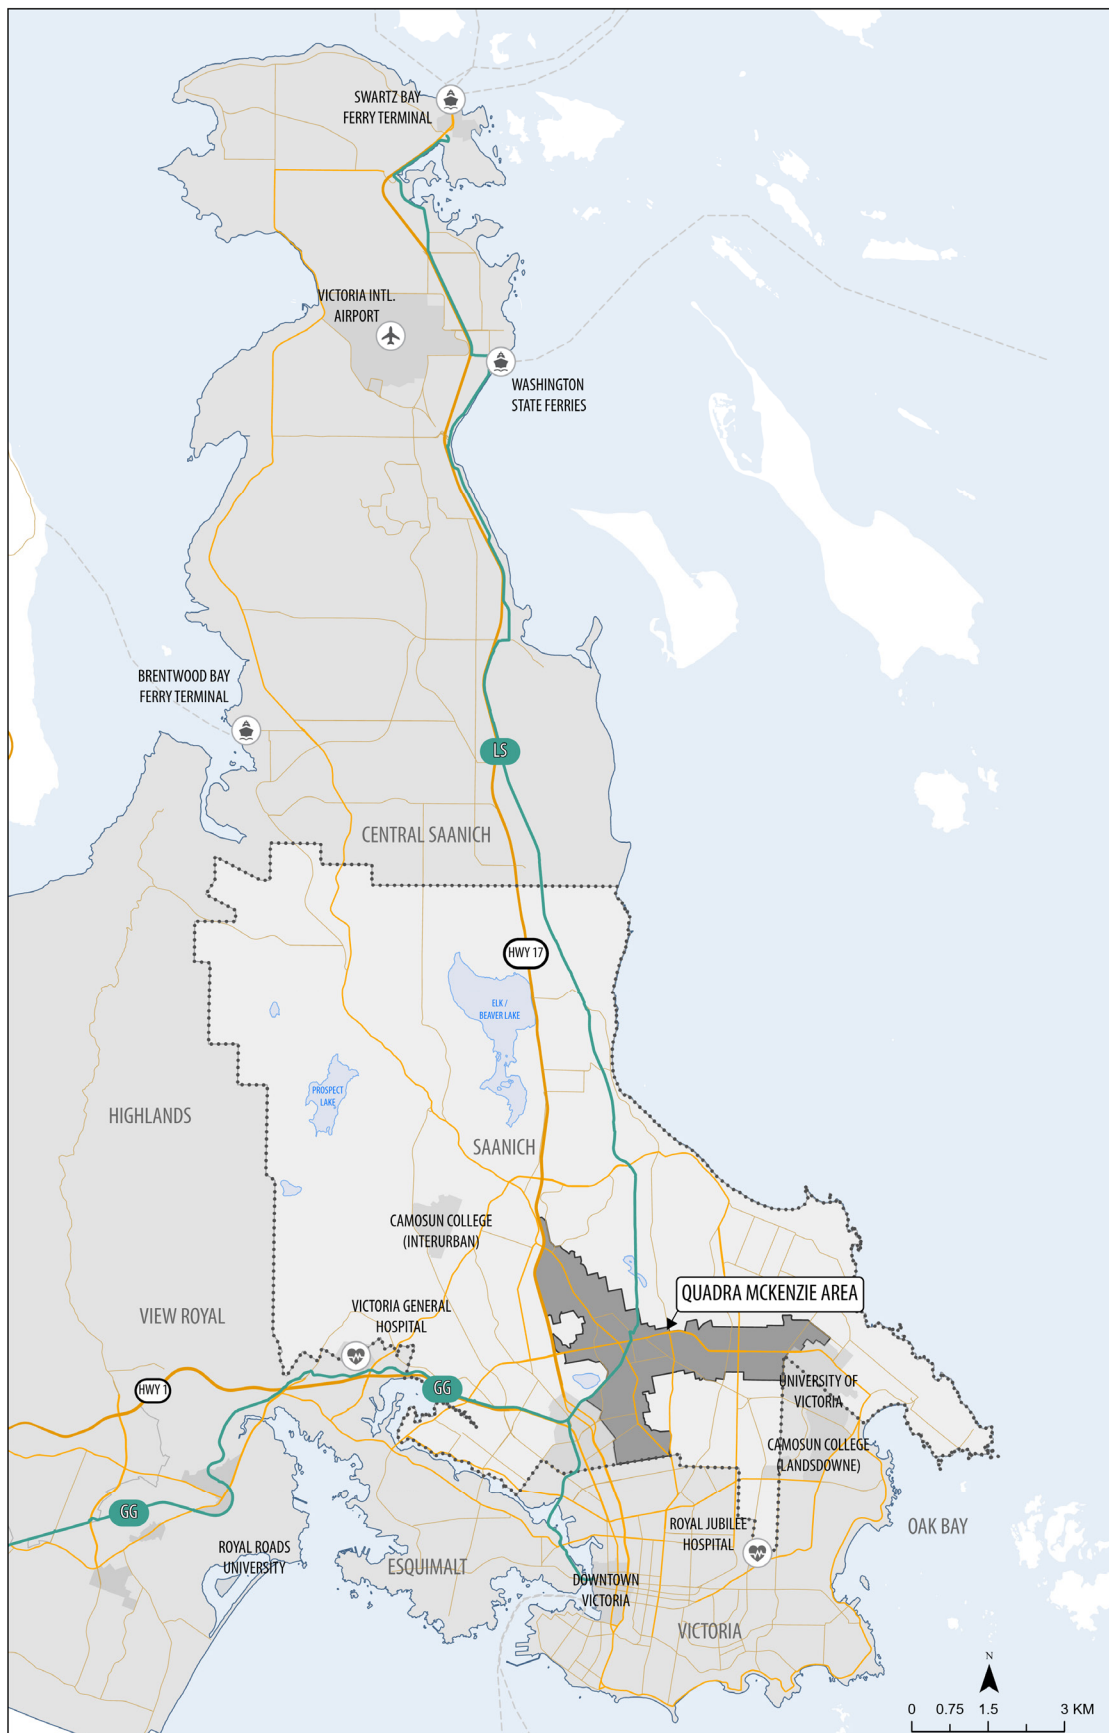 SWARTZ BAY
FERRY TERMINAL
VICTORIA INTL.
AIRPORT
WASHINGTON
STATE FERRIES
BRENTWOOD BAY
FERRY TERMINAL
LS
CENTRAL SAANICH
HWY 17
ELK /
BEAVER LAKE
PROSPECT
LAKE
HIGHLANDS
SAANICH
CAMOSUN COLLEGE
(INTERURBAN)
QUADRA MCKENZIE AREA
VIEW ROYAL
VICTORIA GENERAL
HOSPITAL
HWY 1
GG
UNIVERSITY OF
VICTORIA
CAMOSUN COLLEGE
(LANDSDOWNE)
GG
ROYAL JUBILEE
HOSPITAL
OAK BAY
ROYAL ROADS
UNIVERSITY
ESQUIMALT
DOWNTOWN
VICTORIA
VICTORIA
N
0 0.75 1.5 3 KM